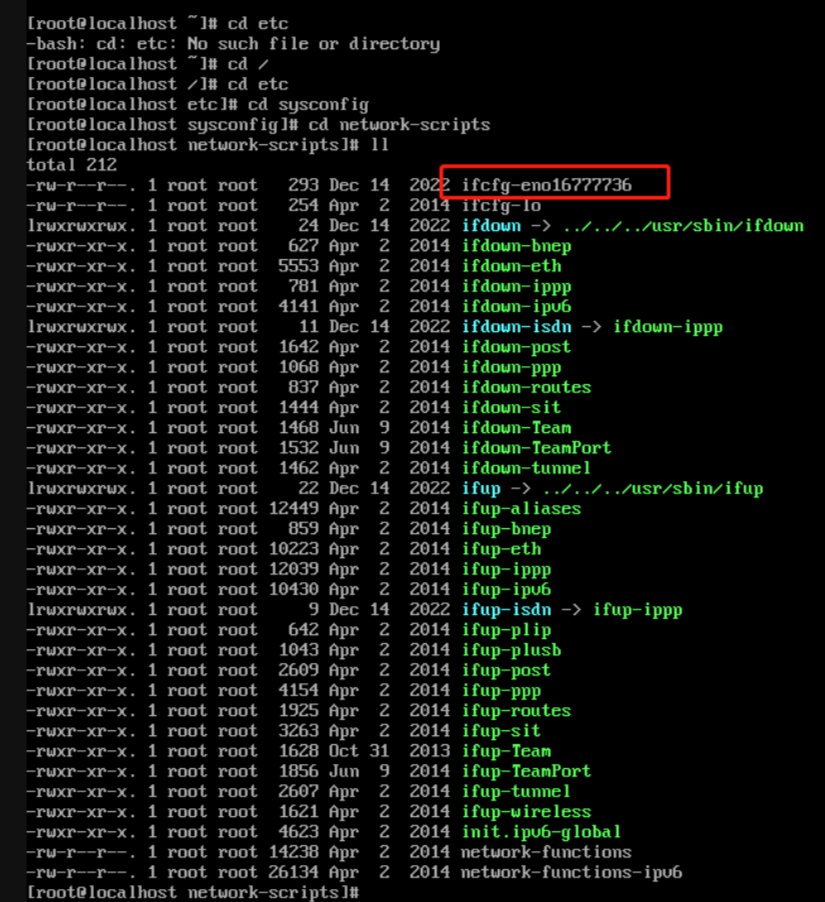 [root@localhost ~]# cd etc
-bash: cd: etc: No such file or directory
[root@localhost ~]# cd /
[root@localhost /]# cd etc
[root@localhost etc]# cd sysconfig
[root@localhost sysconfig]# cd network-scripts
[root@localhost network-scripts]# ll
total 212
-rw-r--r--. 1 root root   293 Dec 14  2022 ifcfg-eno16777736
-rw-r--r--. 1 root root   254 Apr  2  2014 ifcfg-lo
lrwxrwxrwx. 1 root root    24 Dec 14  2022 ifdown -> ../../../usr/sbin/ifdown
-rwxr-xr-x. 1 root root   627 Apr  2  2014 ifdown-bnep
-rwxr-xr-x. 1 root root  5553 Apr  2  2014 ifdown-eth
-rwxr-xr-x. 1 root root   781 Apr  2  2014 ifdown-ippp
-rwxr-xr-x. 1 root root  4141 Apr  2  2014 ifdown-ipv6
lrwxrwxrwx. 1 root root    11 Dec 14  2022 ifdown-isdn -> ifdown-ippp
-rwxr-xr-x. 1 root root  1642 Apr  2  2014 ifdown-post
-rwxr-xr-x. 1 root root  1068 Apr  2  2014 ifdown-ppp
-rwxr-xr-x. 1 root root   837 Apr  2  2014 ifdown-routes
-rwxr-xr-x. 1 root root  1444 Apr  2  2014 ifdown-sit
-rwxr-xr-x. 1 root root  1468 Jun  9  2014 ifdown-Team
-rwxr-xr-x. 1 root root  1532 Jun  9  2014 ifdown-TeamPort
-rwxr-xr-x. 1 root root  1462 Apr  2  2014 ifdown-tunnel
lrwxrwxrwx. 1 root root    22 Dec 14  2022 ifup -> ../../../usr/sbin/ifup
-rwxr-xr-x. 1 root root 12449 Apr  2  2014 ifup-aliases
-rwxr-xr-x. 1 root root   859 Apr  2  2014 ifup-bnep
-rwxr-xr-x. 1 root root 10223 Apr  2  2014 ifup-eth
-rwxr-xr-x. 1 root root 12039 Apr  2  2014 ifup-ippp
-rwxr-xr-x. 1 root root 10430 Apr  2  2014 ifup-ipv6
lrwxrwxrwx. 1 root root     9 Dec 14  2022 ifup-isdn -> ifup-ippp
-rwxr-xr-x. 1 root root   642 Apr  2  2014 ifup-plip
-rwxr-xr-x. 1 root root  1043 Apr  2  2014 ifup-plusb
-rwxr-xr-x. 1 root root  2609 Apr  2  2014 ifup-post
-rwxr-xr-x. 1 root root  4154 Apr  2  2014 ifup-ppp
-rwxr-xr-x. 1 root root  1925 Apr  2  2014 ifup-routes
-rwxr-xr-x. 1 root root  3263 Apr  2  2014 ifup-sit
-rwxr-xr-x. 1 root root  1628 Oct 31  2013 ifup-Team
-rwxr-xr-x. 1 root root  1856 Jun  9  2014 ifup-TeamPort
-rwxr-xr-x. 1 root root  2607 Apr  2  2014 ifup-tunnel
-rwxr-xr-x. 1 root root  1621 Apr  2  2014 ifup-wireless
-rwxr-xr-x. 1 root root  4623 Apr  2  2014 init.ipv6-global
-rw-r--r--. 1 root root 14238 Apr  2  2014 network-functions
-rw-r--r--. 1 root root 26134 Apr  2  2014 network-functions-ipv6
[root@localhost network-scripts]#